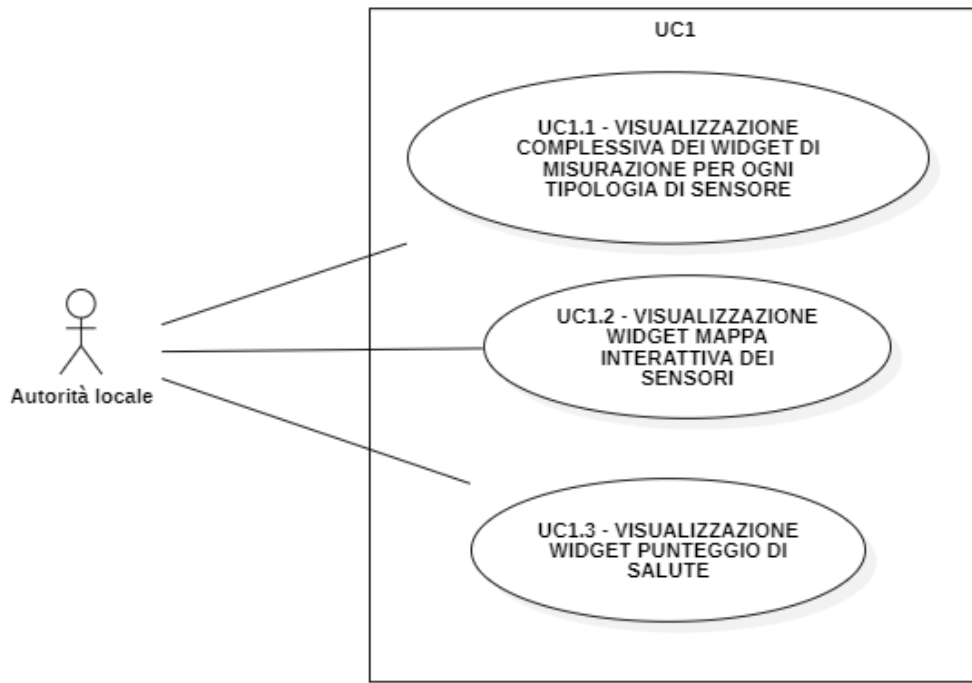 UC1
UC1.1 - VISUALIZZAZIONE
COMPLESSIVA DEI WIDGET DI
MISURAZIONE PER OGNI
TIPOLOGIA DI SENSORE
UC1.2 - VISUALIZZAZIONE
WIDGET MAPPA
INTERATTIVA DEI
SENSORI
Autorità locale
UC1.3 - VISUALIZZAZIONE
WIDGET PUNTEGGIO DI
SALUTE